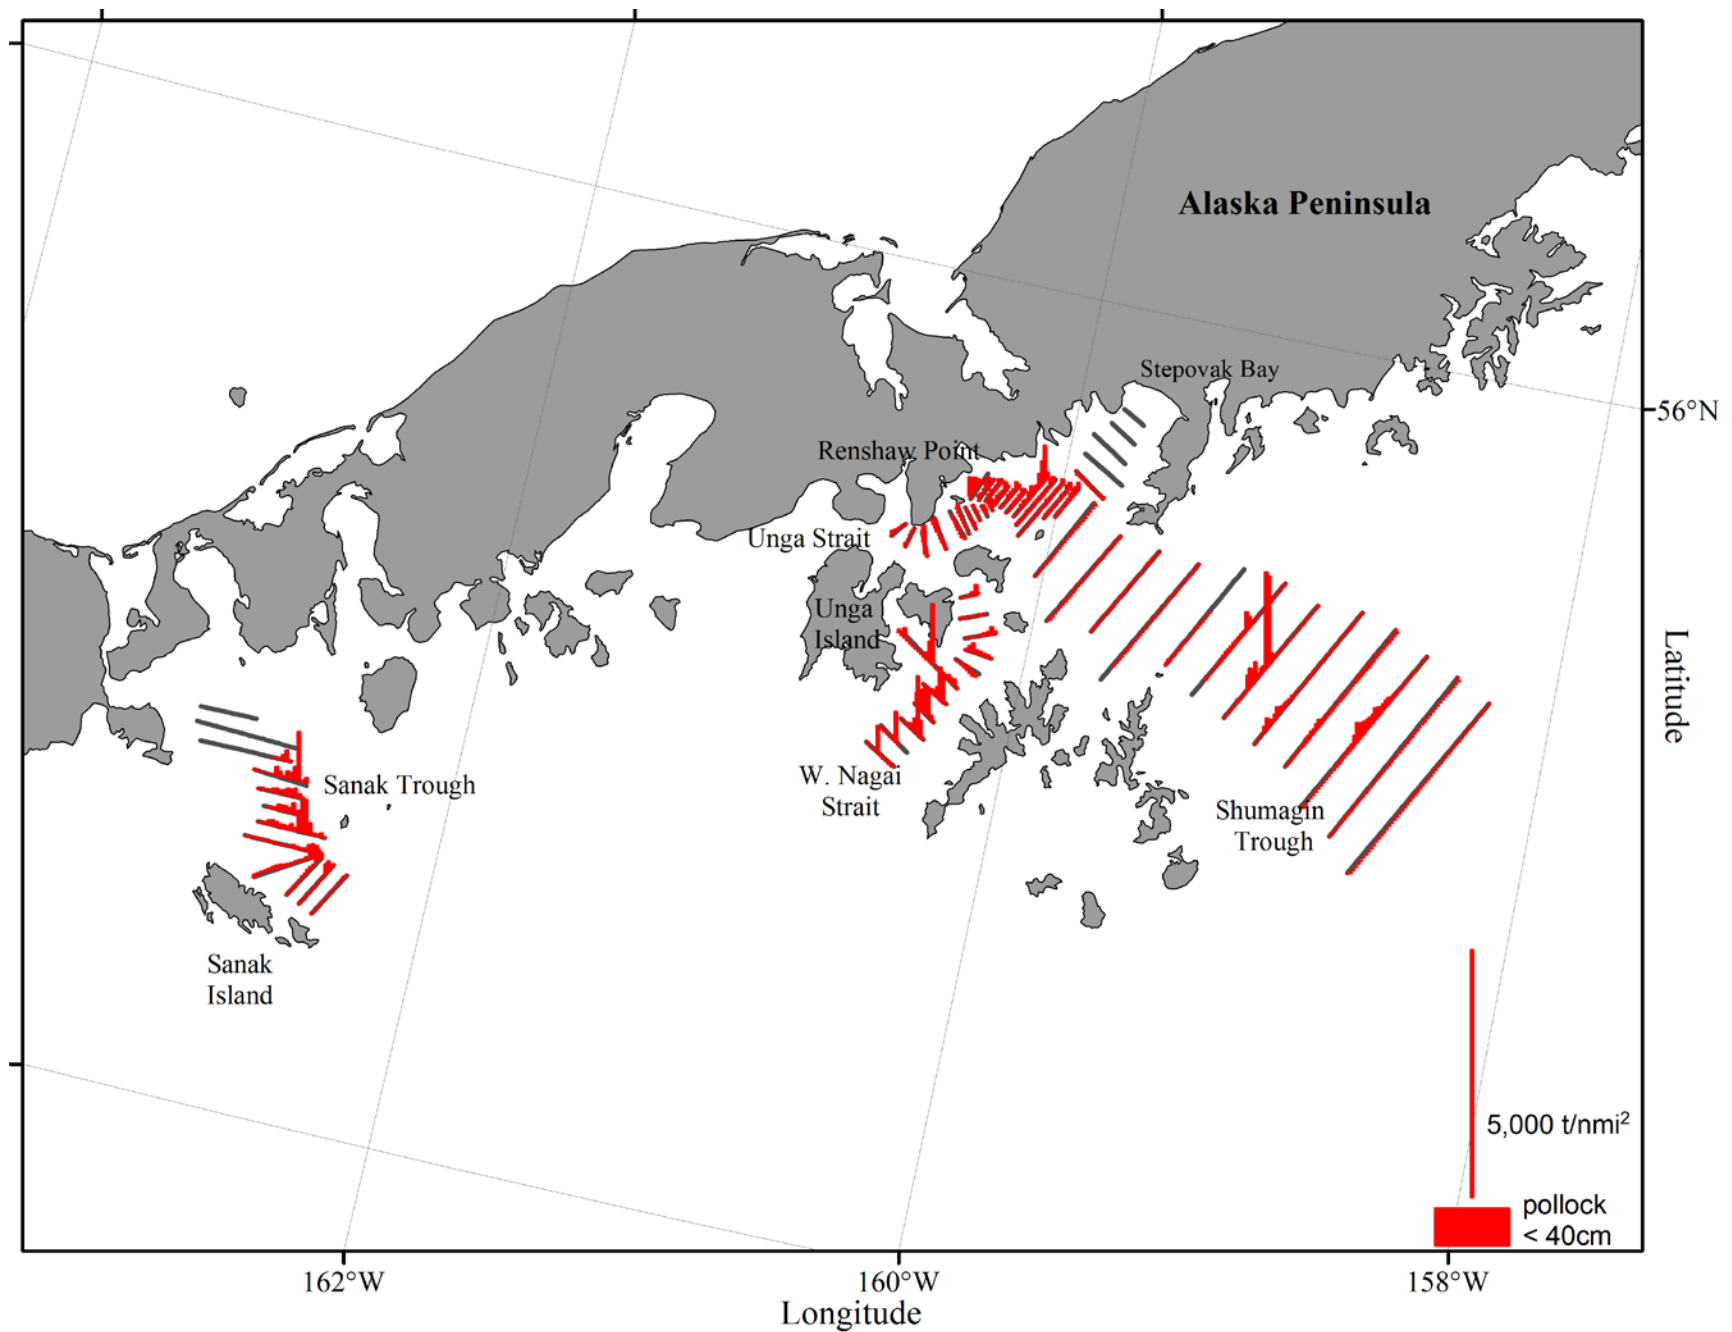 Alaska Peninsula
Stepovak Bay
56°N
Renshaw Point
Unga Strait
Unga
Island
Latitude
W. Nagai
Strait
Sanak Trough
Shumagin
Trough
Sanak
Island
5,000 t/nmi²
pollock
< 40cm
162°W
160°W
158°W
Longitude